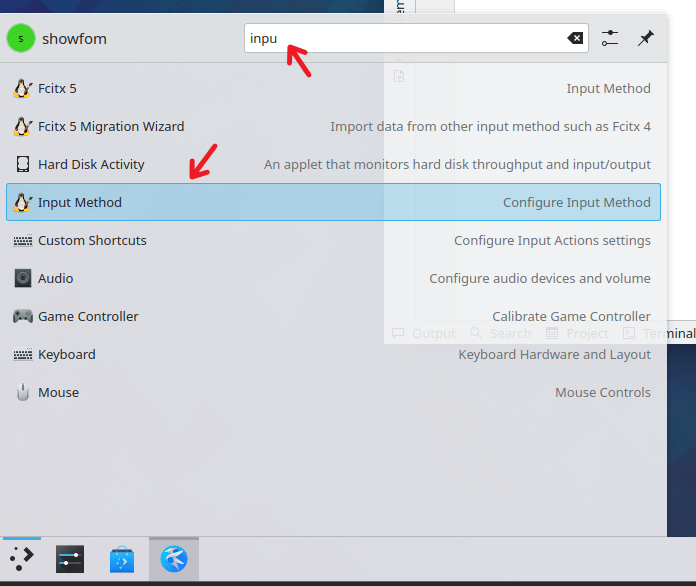 em
s
showfom
inpu
Fcitx 5 Input Method
Fcitx 5 Migration Wizard Import data from other input method such as Fcitx 4
Hard Disk Activity An applet that monitors hard disk throughput and input/output
Input Method Configure Input Method
Custom Shortcuts Configure Input Actions settings
Audio Configure audio devices and volume
Game Controller Calibrate Game Controller
Output Search Project Terminal
Keyboard Keyboard Hardware and Layout
Mouse Mouse Controls